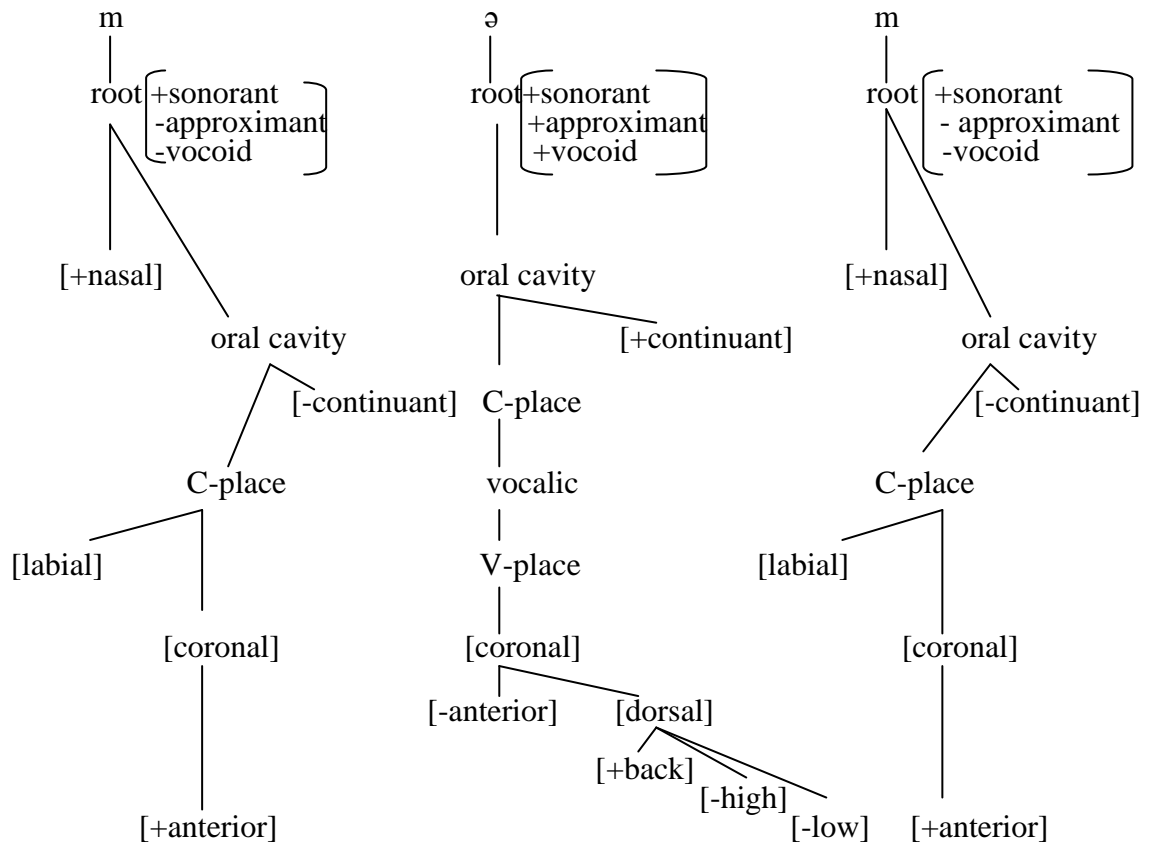 m ə m
root +sonorant root +sonorant root +sonorant
-approximant +approximant - approximant
-vocoid +vocoid -vocoid
[+nasal] oral cavity [+nasal]
oral cavity [+continuant] oral cavity
[-continuant] C-place [-continuant]
C-place vocalic C-place
[labial] V-place [labial]
[coronal] [coronal] [coronal]
[-anterior] [dorsal]
[+back]
[-high]
[+anterior] [-low] [+anterior]